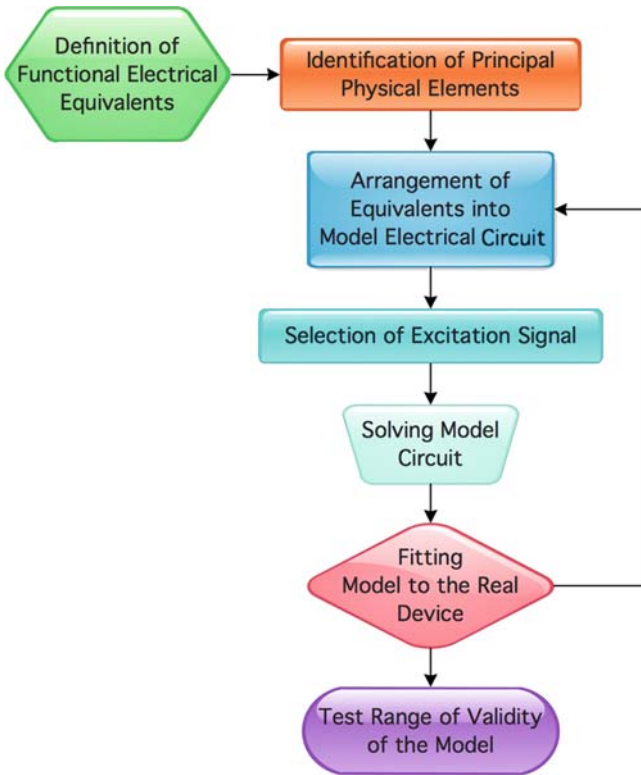 Definition of
Functional Electrical
Equivalents
Identification of Principal
Physical Elements
Arrangement of
Equivalents into
Model Electrical Circuit
Selection of Excitation Signal
Solving Model
Circuit
Fitting
Model to the Real
Device
Test Range of Validity
of the Model